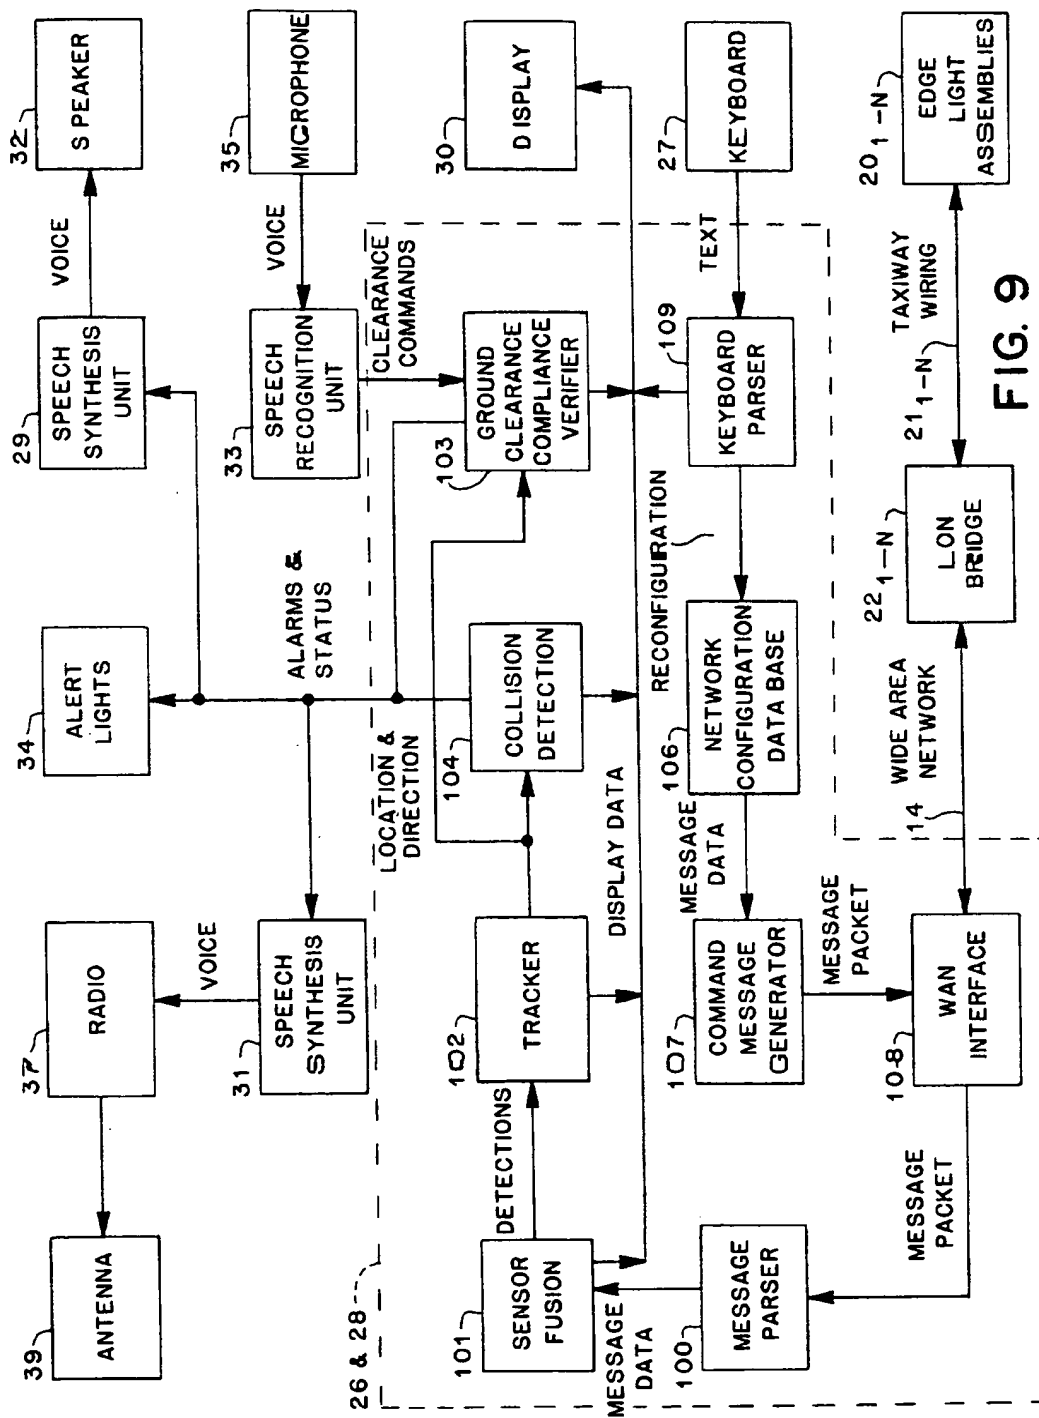 39
ANTENNA
37
RADIO
VOICE
31
SPEECH
SYNTHESIS
UNIT
34
ALERT
LIGHTS
ALARMS &
STATUS
29
SPEECH
SYNTHESIS
UNIT
VOICE
32
SPEAKER
33
SPEECH
RECOGNITION
UNIT
VOICE
35
MICROPHONE
CLEARANCE
COMMANDS
26 & 28
LOCATION &
DIRECTION
101
SENSOR
FUSION
DETECTIONS
102
TRACKER
104
COLLISION
DETECTION
103
GROUND
CLEARANCE
COMPLIANCE
VERIFIER
30
DISPLAY
DISPLAY DATA
MESSAGE
DATA
100
MESSAGE
PARSER
107
COMMAND
MESSAGE
GENERATOR
MESSAGE
DATA
106
NETWORK
CONFIGURATION
DATA BASE
RECONFIGURATION
109
KEYBOARD
PARSER
TEXT
27
KEYBOARD
MESSAGE
PACKET
MESSAGE
PACKET
108
WAN
INTERFACE
14
WIDE AREA
NETWORK
22 1-N
LON
BRIDGE
21 1-N
TAXIWAY
WIRING
20 1-N
EDGE
LIGHT
ASSEMBLIES
FIG. 9